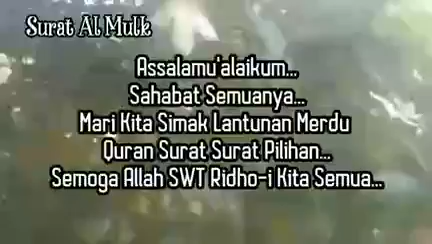 Surat Al Mulk
Assalamu'alaikum...
Sahabat Semuanya...
Mari Kita Simak Lantunan Merdu
Quran Surat Surat Pilihan...
Semoga Allah SWT Ridho-i Kita Semua...